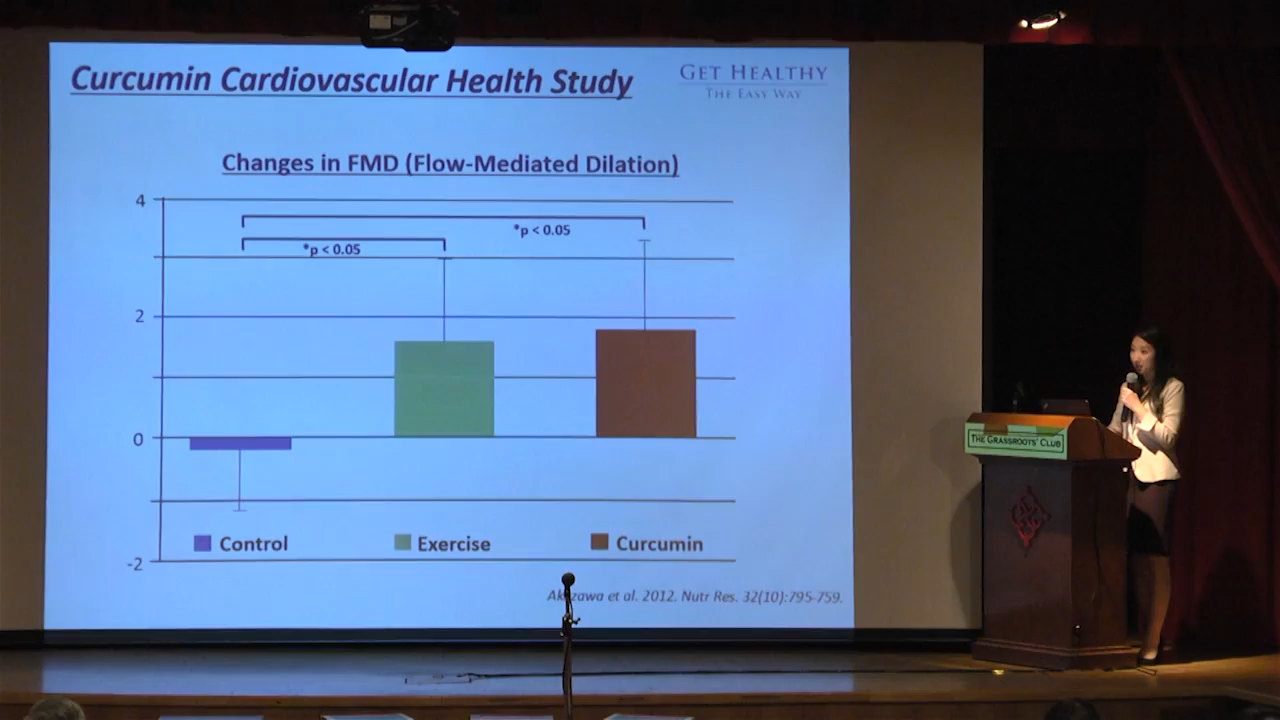 Curcumin Cardiovascular Health Study
GET HEALTHY
THE EASY WAY
Changes in FMD (Flow-Mediated Dilation)
4
*p < 0.05
*p < 0.05
2
0
Control
Exercise
Curcumin
-2
et al. 2012. Nutr Res. 32(10):795-759.
THE GRASSROOTS' CLUB